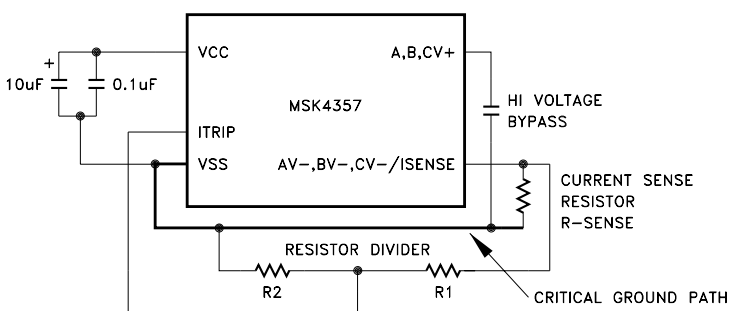 VCC
A,B,CV+
+
10uF
0.1uF
MSK4357
HI VOLTAGE
BYPASS
ITRIP
VSS
AV-,BV-,CV-/ISENSE
CURRENT SENSE
RESISTOR
R-SENSE
RESISTOR DIVIDER
R2
R1
CRITICAL GROUND PATH